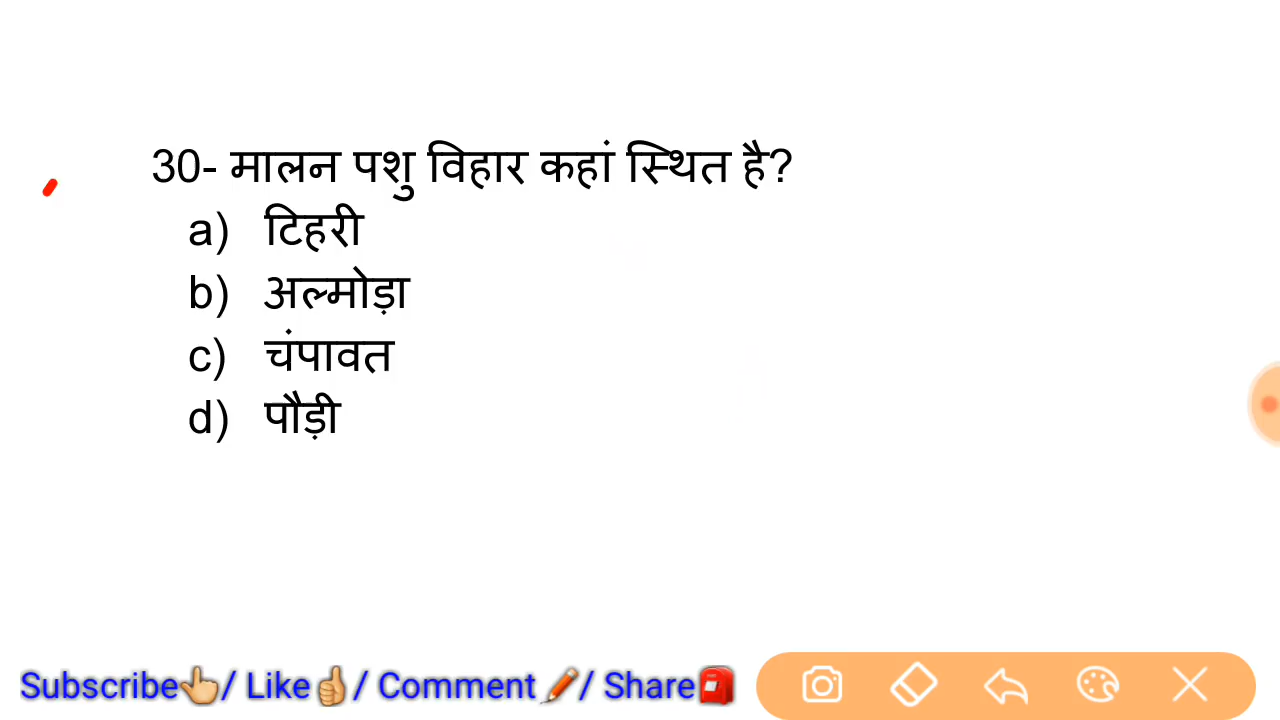 30- मालन पशु विहार कहां स्थित है?
a) टिहरी
b) अल्मोड़ा
c) चंपावत
d) पौड़ी
Subscribe👆/ Like👍/ Comment ✏️/ Share🎒